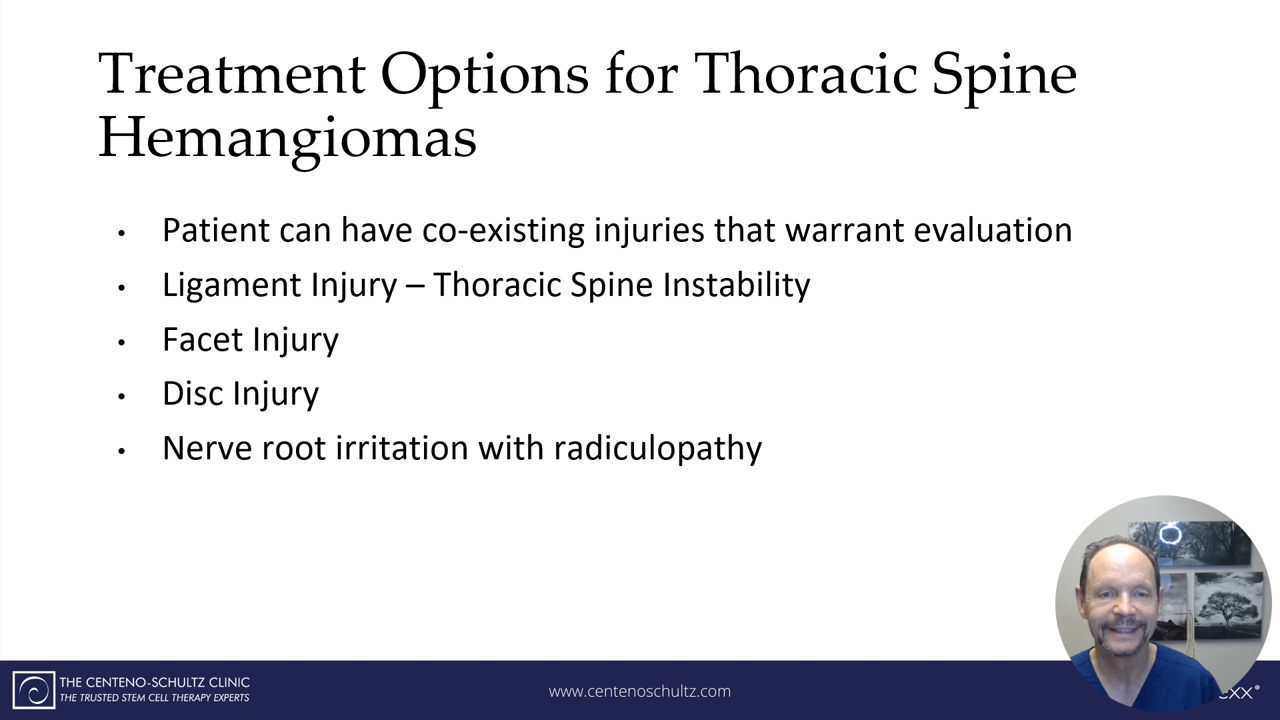 Treatment Options for Thoracic Spine
Hemangiomas
• Patient can have co-existing injuries that warrant evaluation
• Ligament Injury – Thoracic Spine Instability
• Facet Injury
• Disc Injury
• Nerve root irritation with radiculopathy
THE CENTENO-SCHULTZ CLINIC
THE TRUSTED STEM CELL THERAPY EXPERTS
www.centenoschultz.com